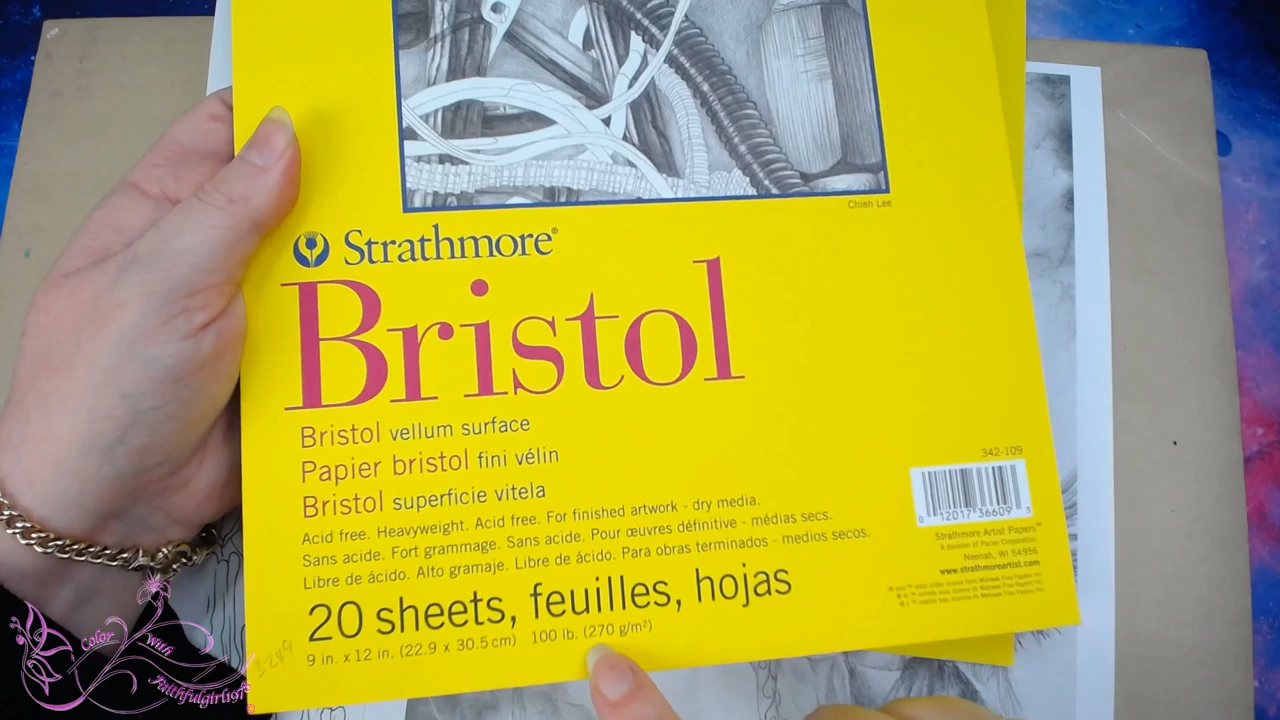 Chieh Lee
Strathmore®
Bristol
Bristol vellum surface
Papier bristol fini vélin
Bristol superficie vitela
Acid free. Heavyweight. Acid free. For finished artwork - dry media.
Sans acide. Fort grammage. Sans acide. Pour œuvres définitive - médias secs.
Libre de ácido. Alto gramaje. Libre de ácido. Para obras terminados - medios secos.
20 sheets, feuilles, hojas
9 in. x 12 in. (22.9 x 30.5 cm) 100 lb. (270 g/m²)
342-109
0 12017 36609 5
Strathmore Artist Papers™
A division of Pacon Corporation
Neenah, WI 54956
www.strathmoreartist.com
Color With
Faithfulgirl1978